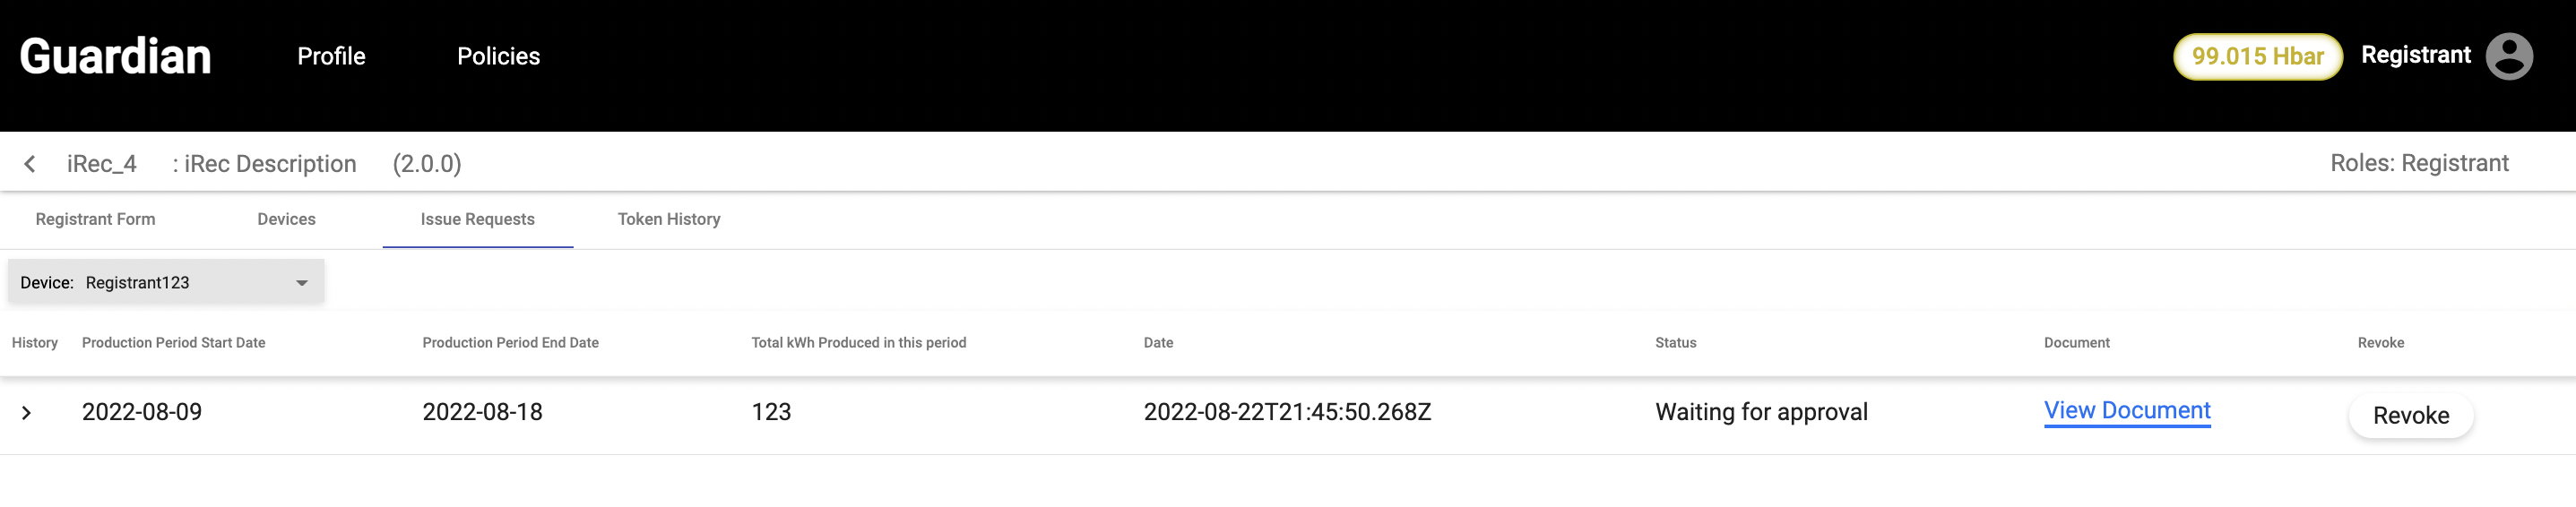 Guardian Profile Policies 99.015 Hbar Registrant
iRec_4 : iRec Description (2.0.0) Roles: Registrant
Registrant Form Devices Issue Requests Token History
Device: Registrant123
History Production Period Start Date Production Period End Date Total kWh Produced in this period Date Status Document Revoke
2022-08-09 2022-08-18 123 2022-08-22T21:45:50.268Z Waiting for approval View Document Revoke